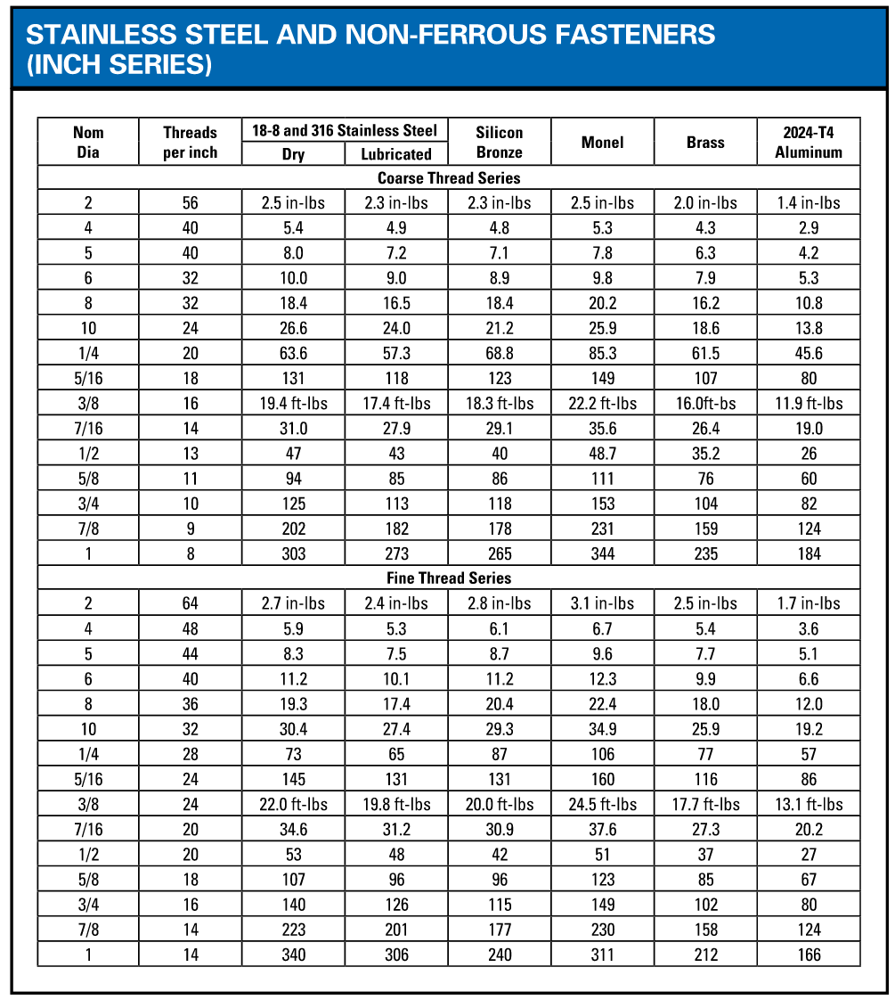 STAINLESS STEEL AND NON-FERROUS FASTENERS
(INCH SERIES)
Nom Dia Threads per inch 18-8 and 316 Stainless Steel Silicon Bronze Monel Brass 2024-T4 Aluminum
Dry Lubricated
Coarse Thread Series
2 56 2.5 in-lbs 2.3 in-lbs 2.3 in-lbs 2.5 in-lbs 2.0 in-lbs 1.4 in-lbs
4 40 5.4 4.9 4.8 5.3 4.3 2.9
5 40 8.0 7.2 7.1 7.8 6.3 4.2
6 32 10.0 9.0 8.9 9.8 7.9 5.3
8 32 18.4 16.5 18.4 20.2 16.2 10.8
10 24 26.6 24.0 21.2 25.9 18.6 13.8
1/4 20 63.6 57.3 68.8 85.3 61.5 45.6
5/16 18 131 118 123 149 107 80
3/8 16 19.4 ft-lbs 17.4 ft-lbs 18.3 ft-lbs 22.2 ft-lbs 16.0ft-bs 11.9 ft-lbs
7/16 14 31.0 27.9 29.1 35.6 26.4 19.0
1/2 13 47 43 40 48.7 35.2 26
5/8 11 94 85 86 111 76 60
3/4 10 125 113 118 153 104 82
7/8 9 202 182 178 231 159 124
1 8 303 273 265 344 235 184
Fine Thread Series
2 64 2.7 in-lbs 2.4 in-lbs 2.8 in-lbs 3.1 in-lbs 2.5 in-lbs 1.7 in-lbs
4 48 5.9 5.3 6.1 6.7 5.4 3.6
5 44 8.3 7.5 8.7 9.6 7.7 5.1
6 40 11.2 10.1 11.2 12.3 9.9 6.6
8 36 19.3 17.4 20.4 22.4 18.0 12.0
10 32 30.4 27.4 29.3 34.9 25.9 19.2
1/4 28 73 65 87 106 77 57
5/16 24 145 131 131 160 116 86
3/8 24 22.0 ft-lbs 19.8 ft-lbs 20.0 ft-lbs 24.5 ft-lbs 17.7 ft-lbs 13.1 ft-lbs
7/16 20 34.6 31.2 30.9 37.6 27.3 20.2
1/2 20 53 48 42 51 37 27
5/8 18 107 96 96 123 85 67
3/4 16 140 126 115 149 102 80
7/8 14 223 201 177 230 158 124
1 14 340 306 240 311 212 166